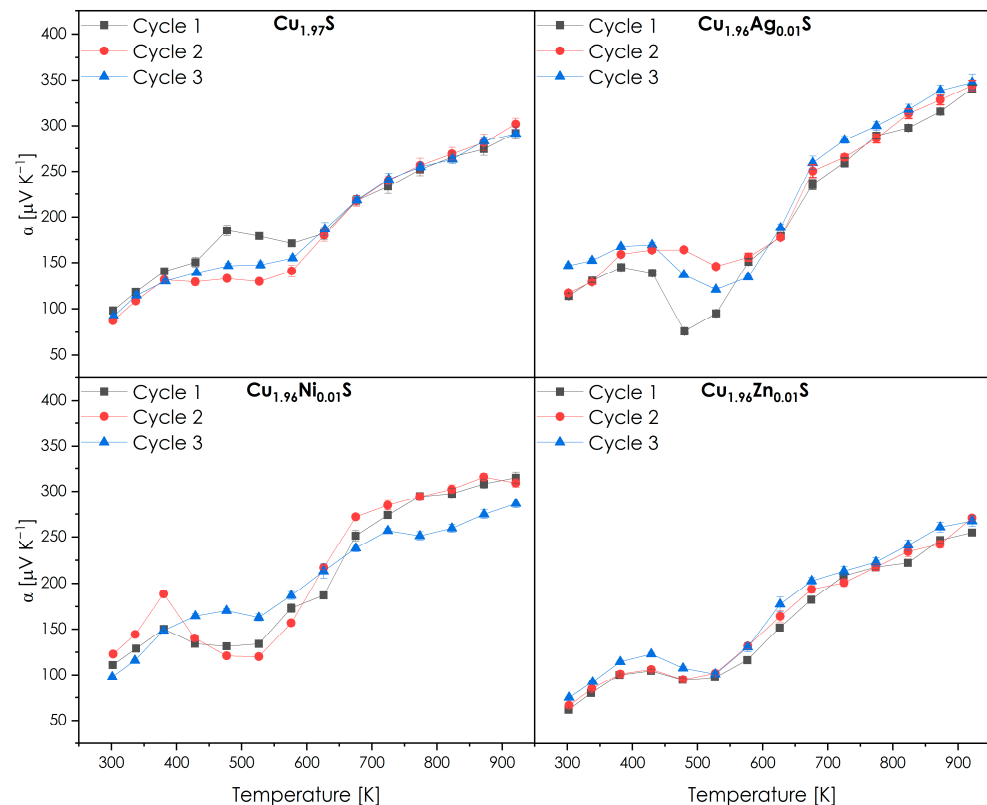 Cu₁.₉₇S
Cycle 1
Cycle 2
Cycle 3
400
350
300
250
200
150
100
50
α [μV K⁻¹]
Cu₁.₉₆Ag₀.₀₁S
Cycle 1
Cycle 2
Cycle 3
Cu₁.₉₆Ni₀.₀₁S
Cycle 1
Cycle 2
Cycle 3
400
350
300
250
200
150
100
50
α [μV K⁻¹]
300 400 500 600 700 800 900
Temperature [K]
Cu₁.₉₆Zn₀.₀₁S
Cycle 1
Cycle 2
Cycle 3
300 400 500 600 700 800 900
Temperature [K]